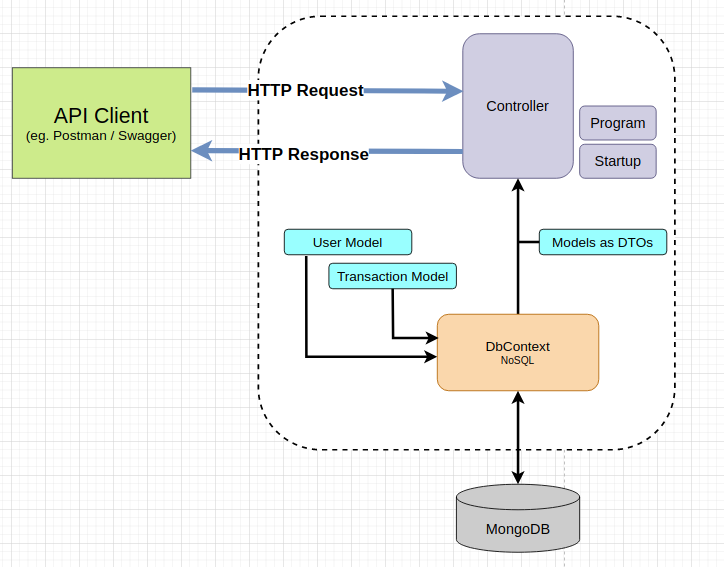 API Client
(eg. Postman / Swagger)
HTTP Request
HTTP Response
Controller
Program
Startup
User Model
Transaction Model
Models as DTOs
DbContext
NoSQL
MongoDB